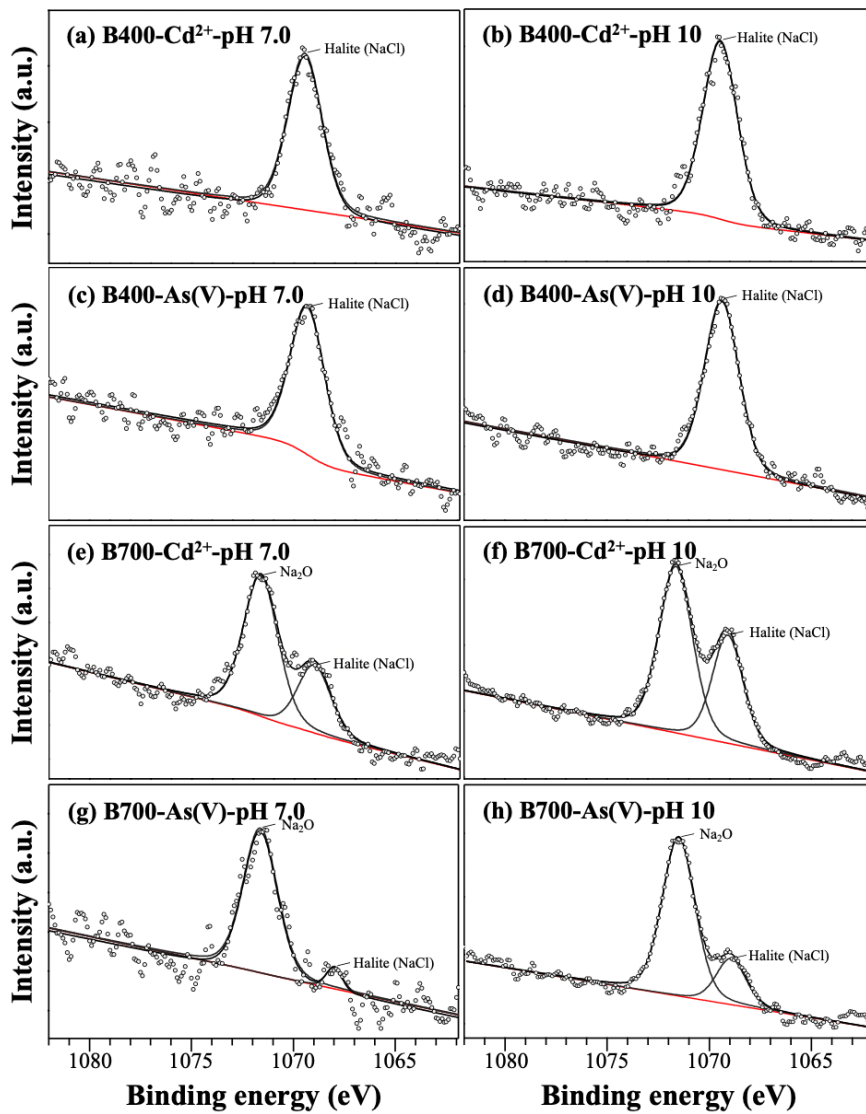 (a) B400-Cd²⁺-pH 7.0
Halite (NaCl)
(b) B400-Cd²⁺-pH 10
Halite (NaCl)
Intensity (a.u.)
(c) B400-As(V)-pH 7.0
Halite (NaCl)
(d) B400-As(V)-pH 10
Halite (NaCl)
Intensity (a.u.)
(e) B700-Cd²⁺-pH 7.0
Na₂O
Halite (NaCl)
(f) B700-Cd²⁺-pH 10
Na₂O
Halite (NaCl)
Intensity (a.u.)
(g) B700-As(V)-pH 7.0
Na₂O
Halite (NaCl)
(h) B700-As(V)-pH 10
Na₂O
Halite (NaCl)
Intensity (a.u.)
1080 1075 1070 1065
1080 1075 1070 1065
Binding energy (eV)
Binding energy (eV)